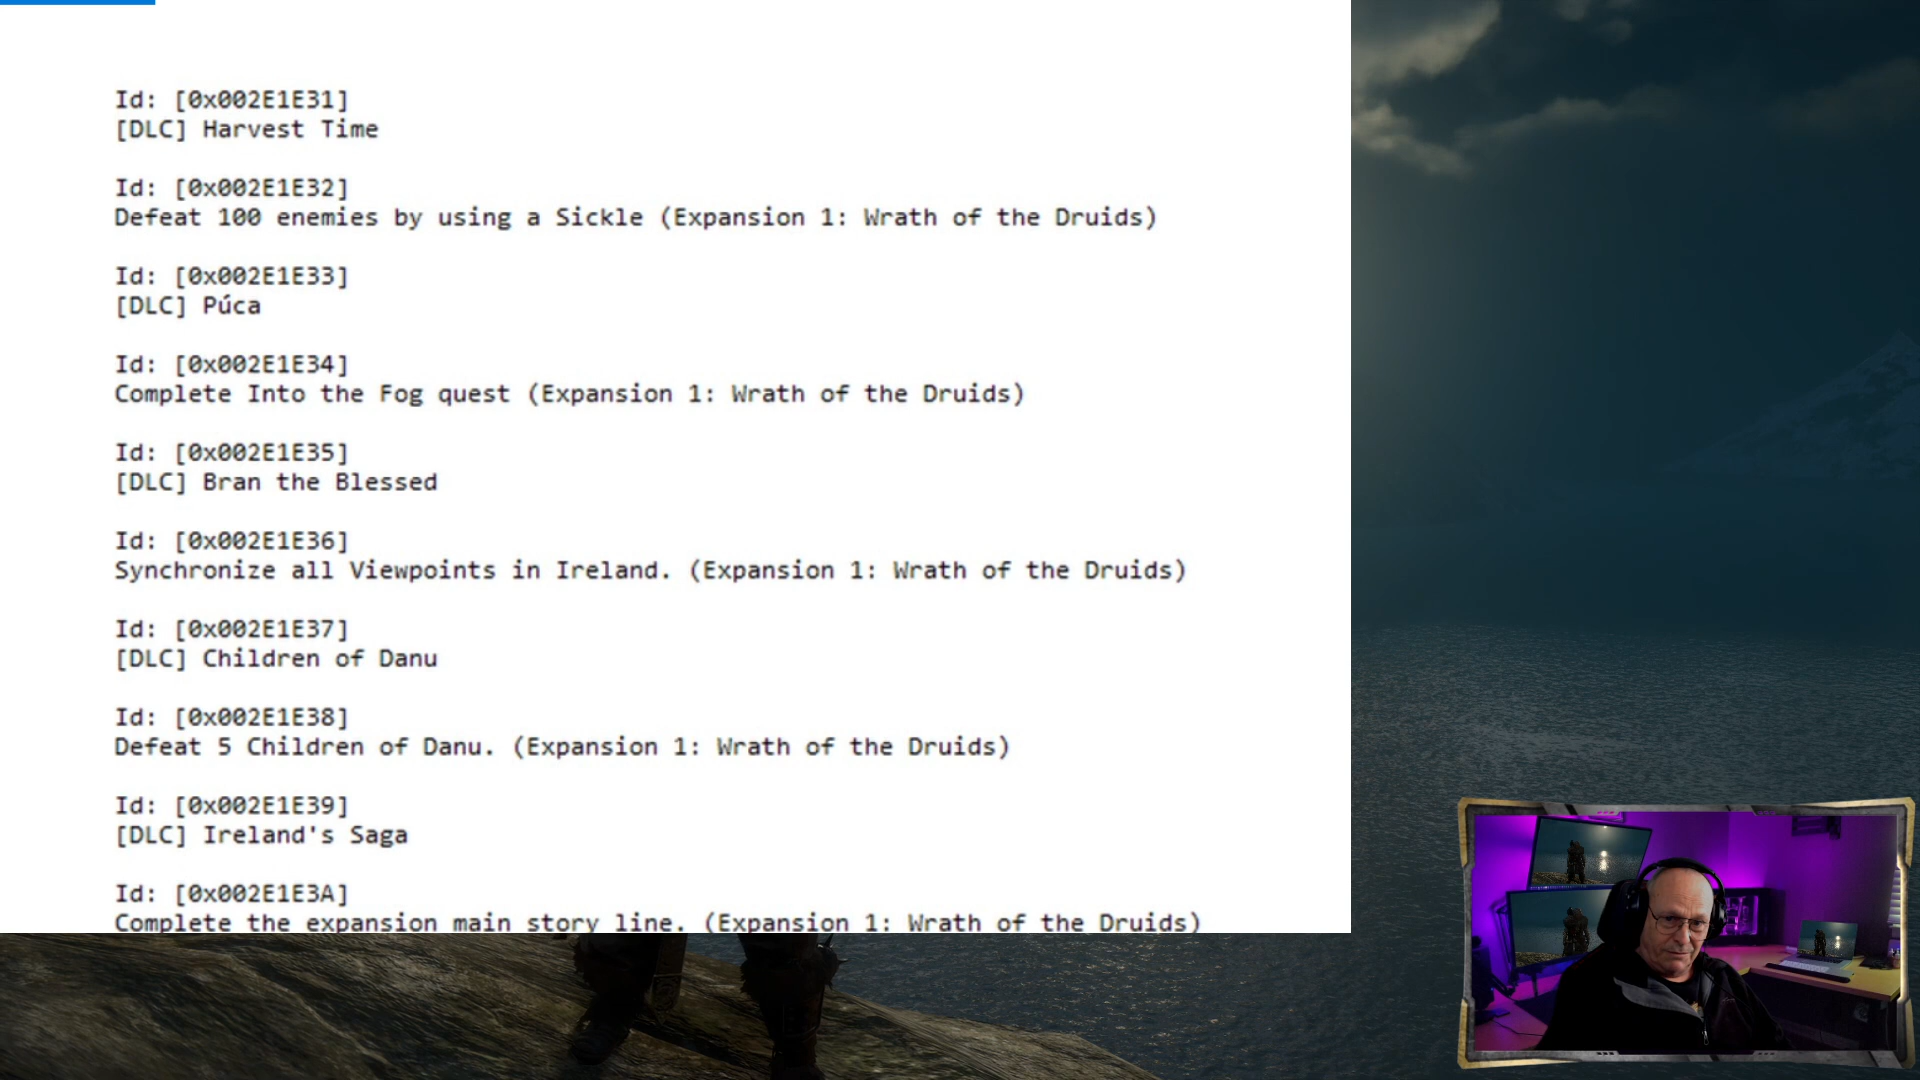 Id: [0x002E1E31]
[DLC] Harvest Time
Id: [0x002E1E32]
Defeat 100 enemies by using a Sickle (Expansion 1: Wrath of the Druids)
Id: [0x002E1E33]
[DLC] Púca
Id: [0x002E1E34]
Complete Into the Fog quest (Expansion 1: Wrath of the Druids)
Id: [0x002E1E35]
[DLC] Bran the Blessed
Id: [0x002E1E36]
Synchronize all Viewpoints in Ireland. (Expansion 1: Wrath of the Druids)
Id: [0x002E1E37]
[DLC] Children of Danu
Id: [0x002E1E38]
Defeat 5 Children of Danu. (Expansion 1: Wrath of the Druids)
Id: [0x002E1E39]
[DLC] Ireland's Saga
Id: [0x002E1E3A]
Complete the expansion main story line. (Expansion 1: Wrath of the Druids)